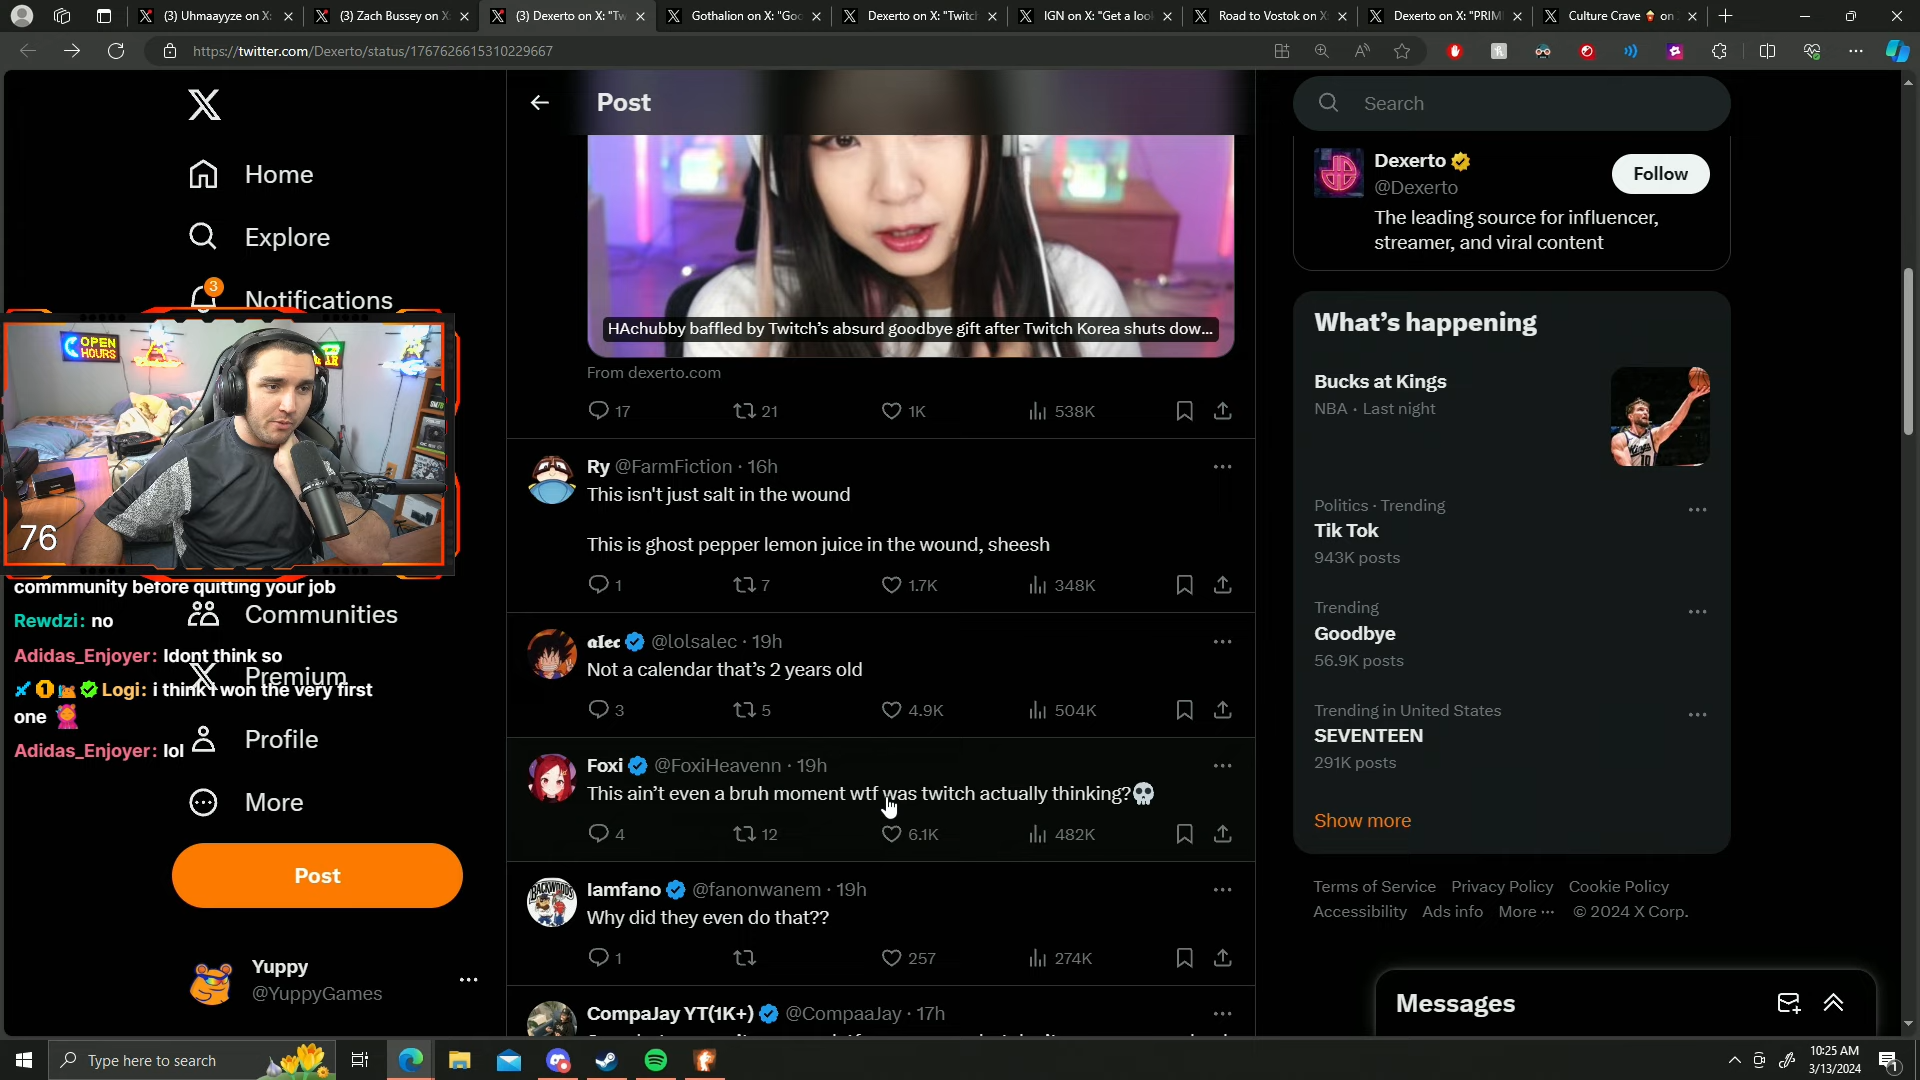 (3) Uhmaayyze on X:
(3) Zach Bussey on X
(3) Dexerto on X: "Tw
Gothalion on X: "Goo
Dexerto on X: "Twitch
IGN on X: "Get a loo
Road to Vostok on X
Dexerto on X: "PRIM
Culture Crave 🍿 on
https://twitter.com/Dexerto/status/1767626615310229667
Home
Explore
3
Notifications
Communities
Premium
Profile
More
Post
Yuppy
@YuppyGames
OPEN
HOURS
76
commmunity before quitting your job
Rewdzi: no
Adidas_Enjoyer: Idont think so
Logi: i think i won the very first
one
Adidas_Enjoyer: lol
Post
HAchubby baffled by Twitch's absurd goodbye gift after Twitch Korea shuts dow...
From dexerto.com
17 21 1K 538K
Ry @FarmFiction · 16h
This isn't just salt in the wound
This is ghost pepper lemon juice in the wound, sheesh
1 7 1.7K 348K
alec @lolsalec · 19h
Not a calendar that's 2 years old
3 5 4.9K 504K
Foxi @FoxiHeavenn · 19h
This ain't even a bruh moment wtf was twitch actually thinking?💀
4 12 6.1K 482K
Iamfano @fanonwanem · 19h
Why did they even do that??
1 257 274K
CompaJay YT(1K+) @CompaaJay · 17h
Search
Dexerto
@Dexerto
Follow
The leading source for influencer,
streamer, and viral content
What's happening
Bucks at Kings
NBA · Last night
Politics · Trending
Tik Tok
943K posts
Trending
Goodbye
56.9K posts
Trending in United States
SEVENTEEN
291K posts
Show more
Terms of Service Privacy Policy Cookie Policy
Accessibility Ads info More ··· © 2024 X Corp.
Messages
Type here to search
10:25 AM
3/13/2024
1